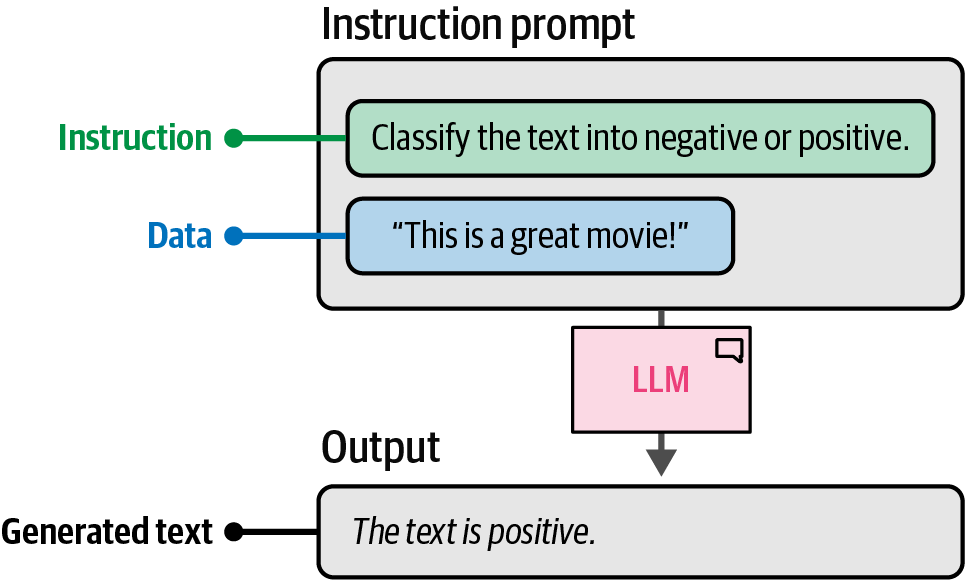 Instruction prompt
Instruction
Classify the text into negative or positive.
Data
“This is a great movie!”
LLM
Output
Generated text
The text is positive.